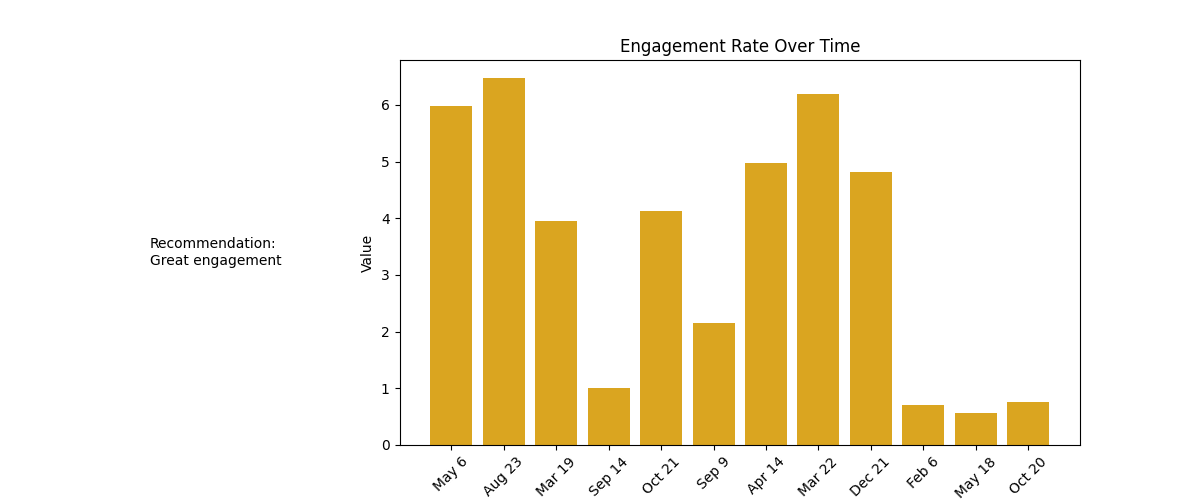 Engagement Rate Over Time
Recommendation:
Great engagement
Value
6
5
4
3
2
1
0
May 6
Aug 23
Mar 19
Sep 14
Oct 21
Sep 9
Apr 14
Mar 22
Dec 21
Feb 6
May 18
Oct 20